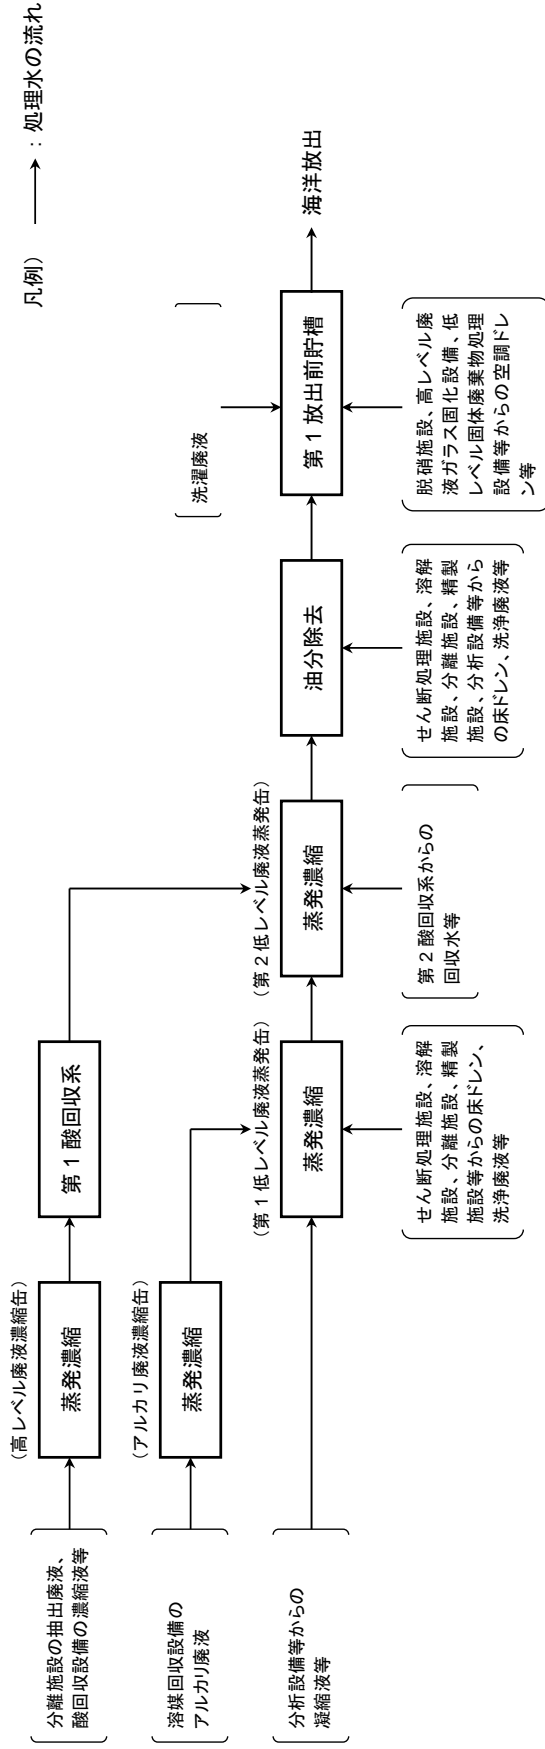 凡例）
：処理水の流れ
分離施設の抽出廃液、
酸回収設備の濃縮液等
（高レベル廃液濃縮缶）
蒸発濃縮
第１酸回収系
溶媒回収設備の
アルカリ廃液
（アルカリ廃液濃縮缶）
蒸発濃縮
分析設備等からの
凝縮液等
（第１低レベル廃液蒸発缶）
蒸発濃縮
せん断処理施設、溶解
施設、分離施設、精製
施設等からの床ドレン、
洗浄廃液等
（第２低レベル廃液蒸発缶）
蒸発濃縮
第２酸回収系からの
回収水等
油分除去
せん断処理施設、溶解
施設、分離施設、精製
施設、分析設備等から
の床ドレン、洗浄廃液等
洗濯廃液
第１放出前貯槽
脱硝施設、高レベル廃
液ガラス固化設備、低
レベル固体廃棄物処理
設備等からの空調ドレ
ン等
海洋放出